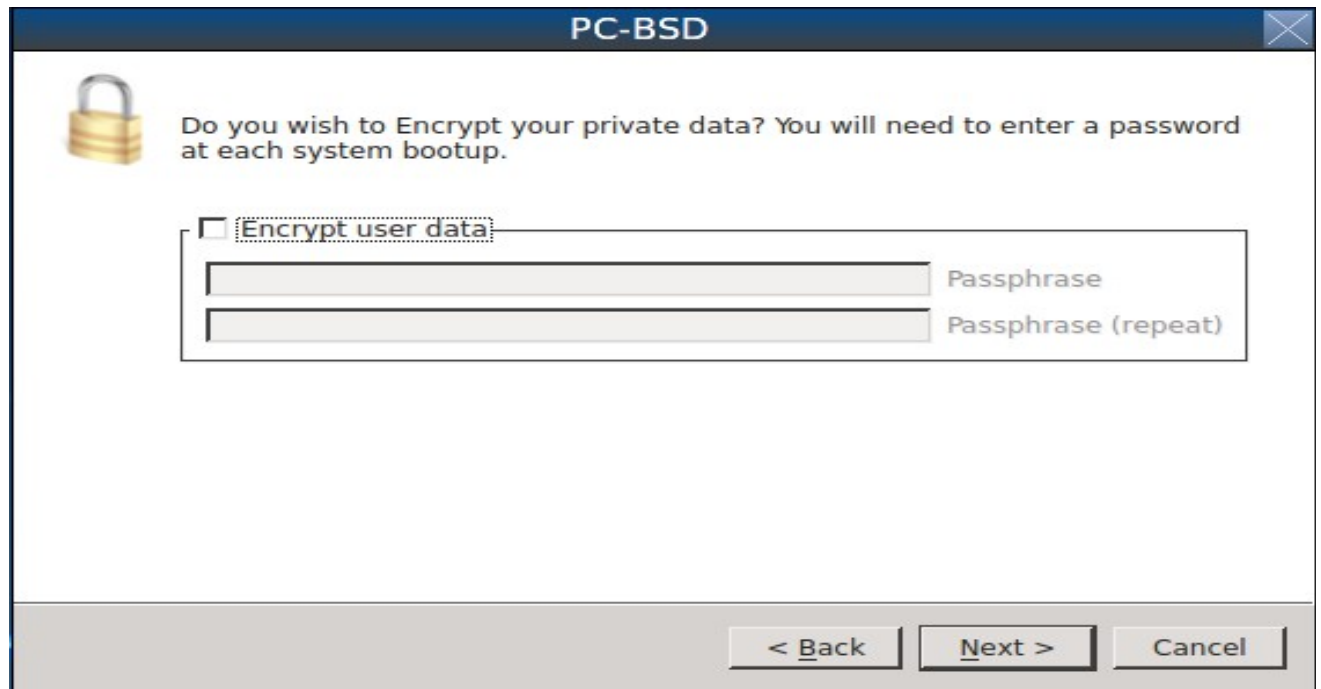 PC-BSD
Do you wish to Encrypt your private data? You will need to enter a password
at each system bootup.
Encrypt user data
Passphrase
Passphrase (repeat)
< Back
Next >
Cancel